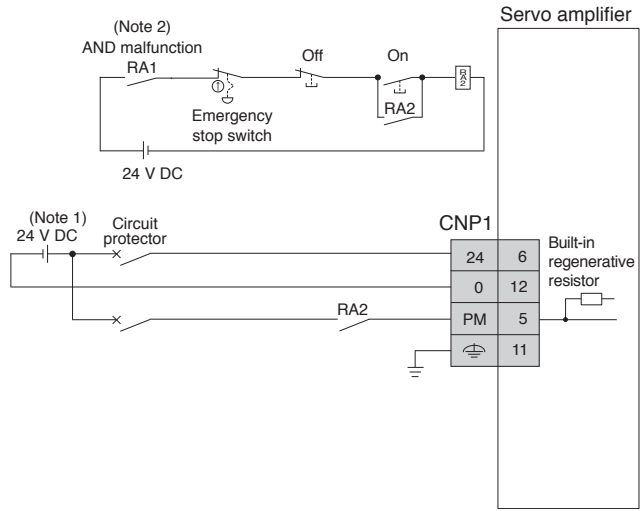 Servo amplifier
(Note 2)
AND malfunction
RA1
Off
On
RA2
Emergency
stop switch
RA2
24 V DC
(Note 1)
24 V DC
Circuit
protector
CNP1
24 6
0 12
PM 5
11
Built-in
regenerative
resistor
RA2